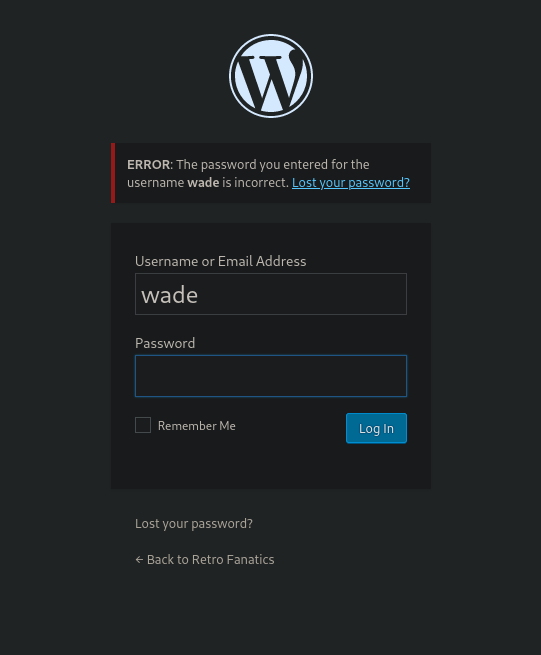 ERROR: The password you entered for the
username wade is incorrect. Lost your password?
Username or Email Address
wade
Password
Remember Me
Log In
Lost your password?
← Back to Retro Fanatics